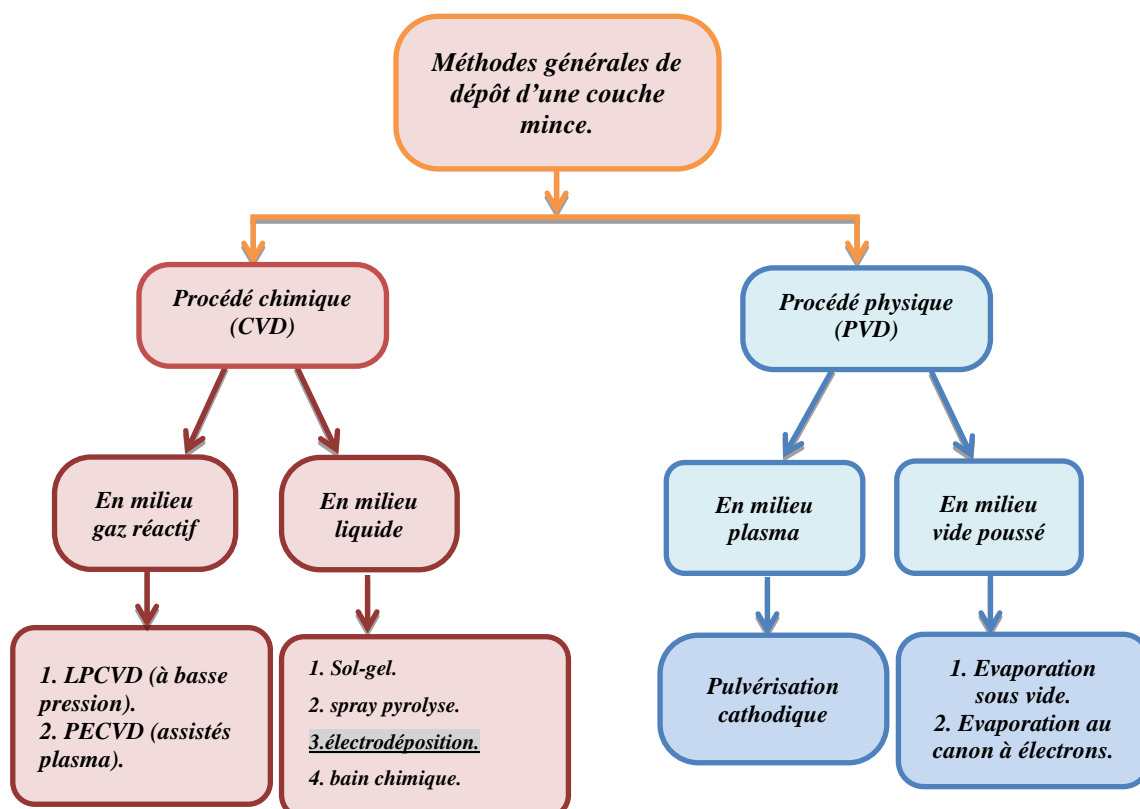 Méthodes générales de
dépôt d'une couche
mince.
Procédé chimique
(CVD)
Procédé physique
(PVD)
En milieu
gaz réactif
En milieu
liquide
En milieu
plasma
En milieu
vide poussé
1. LPCVD (à basse
pression).
2. PECVD (assistés
plasma).
1. Sol-gel.
2. spray pyrolyse.
3.électrodéposition.
4. bain chimique.
Pulvérisation
cathodique
1. Evaporation
sous vide.
2. Evaporation au
canon à électrons.